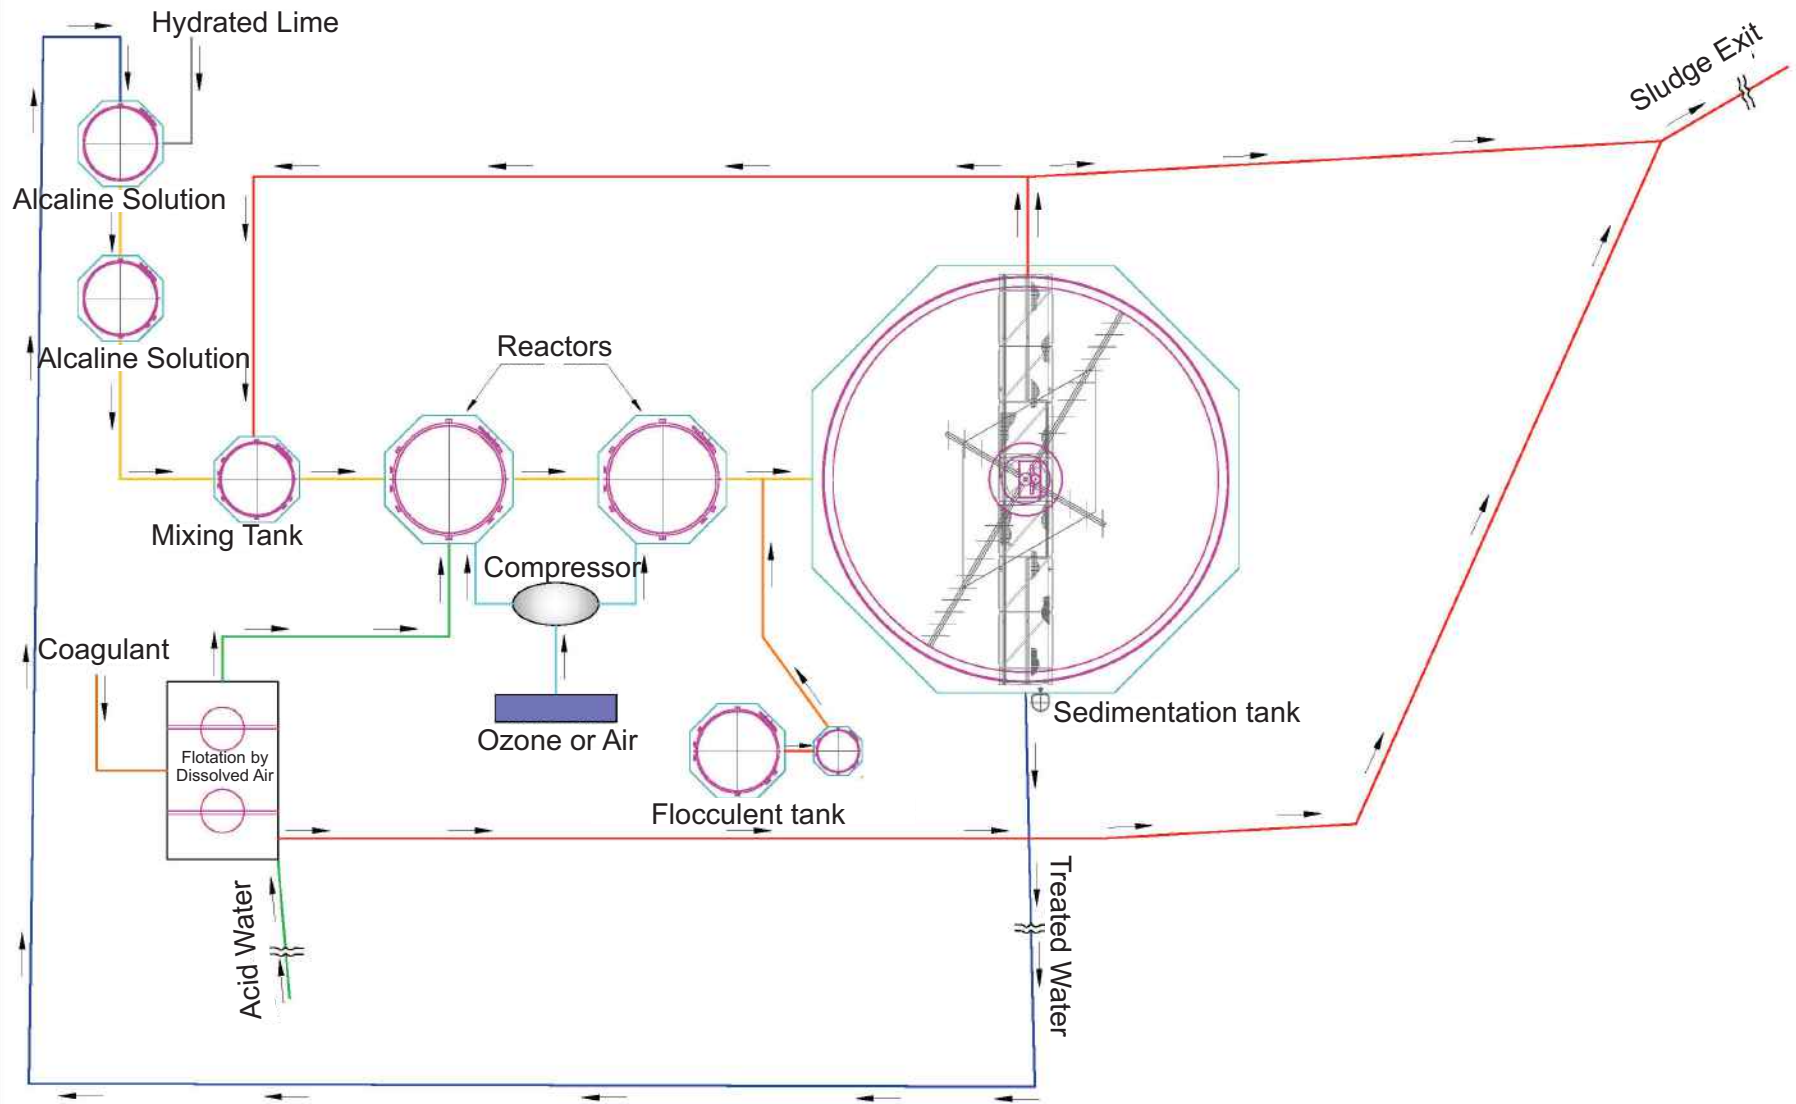 Hydrated Lime
Sludge Exit
Alcaline Solution
Alcaline Solution
Reactors
Mixing Tank
Compressor
Coagulant
Sedimentation tank
Ozone or Air
Flotation by
Dissolved Air
Flocculent tank
Acid Water
Treated Water